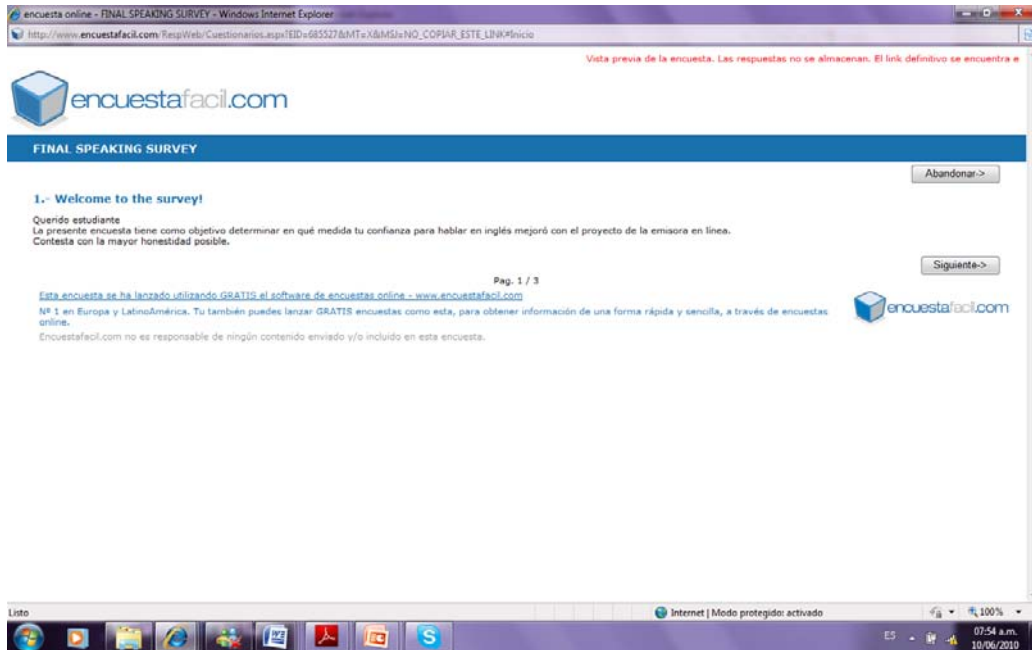 encuesta online - FINAL SPEAKING SURVEY - Windows Internet Explorer
http://www.encuestafacil.com/RespWeb/Cuestionarios.aspx?EID=685527&MT=X&MSJ=NO_COPIAR_ESTE_LINK#Inicio
Vista previa de la encuesta. Las respuestas no se almacenan. El link definitivo se encuentra e
encuestafacil.com
FINAL SPEAKING SURVEY
Abandonar->
1.- Welcome to the survey!
Querido estudiante
La presente encuesta tiene como objetivo determinar en qué medida tu confianza para hablar en inglés mejoró con el proyecto de la emisora en línea.
Contesta con la mayor honestidad posible.
Siguiente->
Pag. 1 / 3
Esta encuesta se ha lanzado utilizando GRATIS el software de encuestas online - www.encuestafacil.com
Nº 1 en Europa y LatinoAmérica. Tu también puedes lanzar GRATIS encuestas como esta, para obtener información de una forma rápida y sencilla, a través de encuestas
online.
encuestafacil.com
Encuestafacil.com no es responsable de ningún contenido enviado y/o incluido en esta encuesta.
Listo
Internet | Modo protegido: activado
100%
ES
07:54 a.m.
10/06/2010